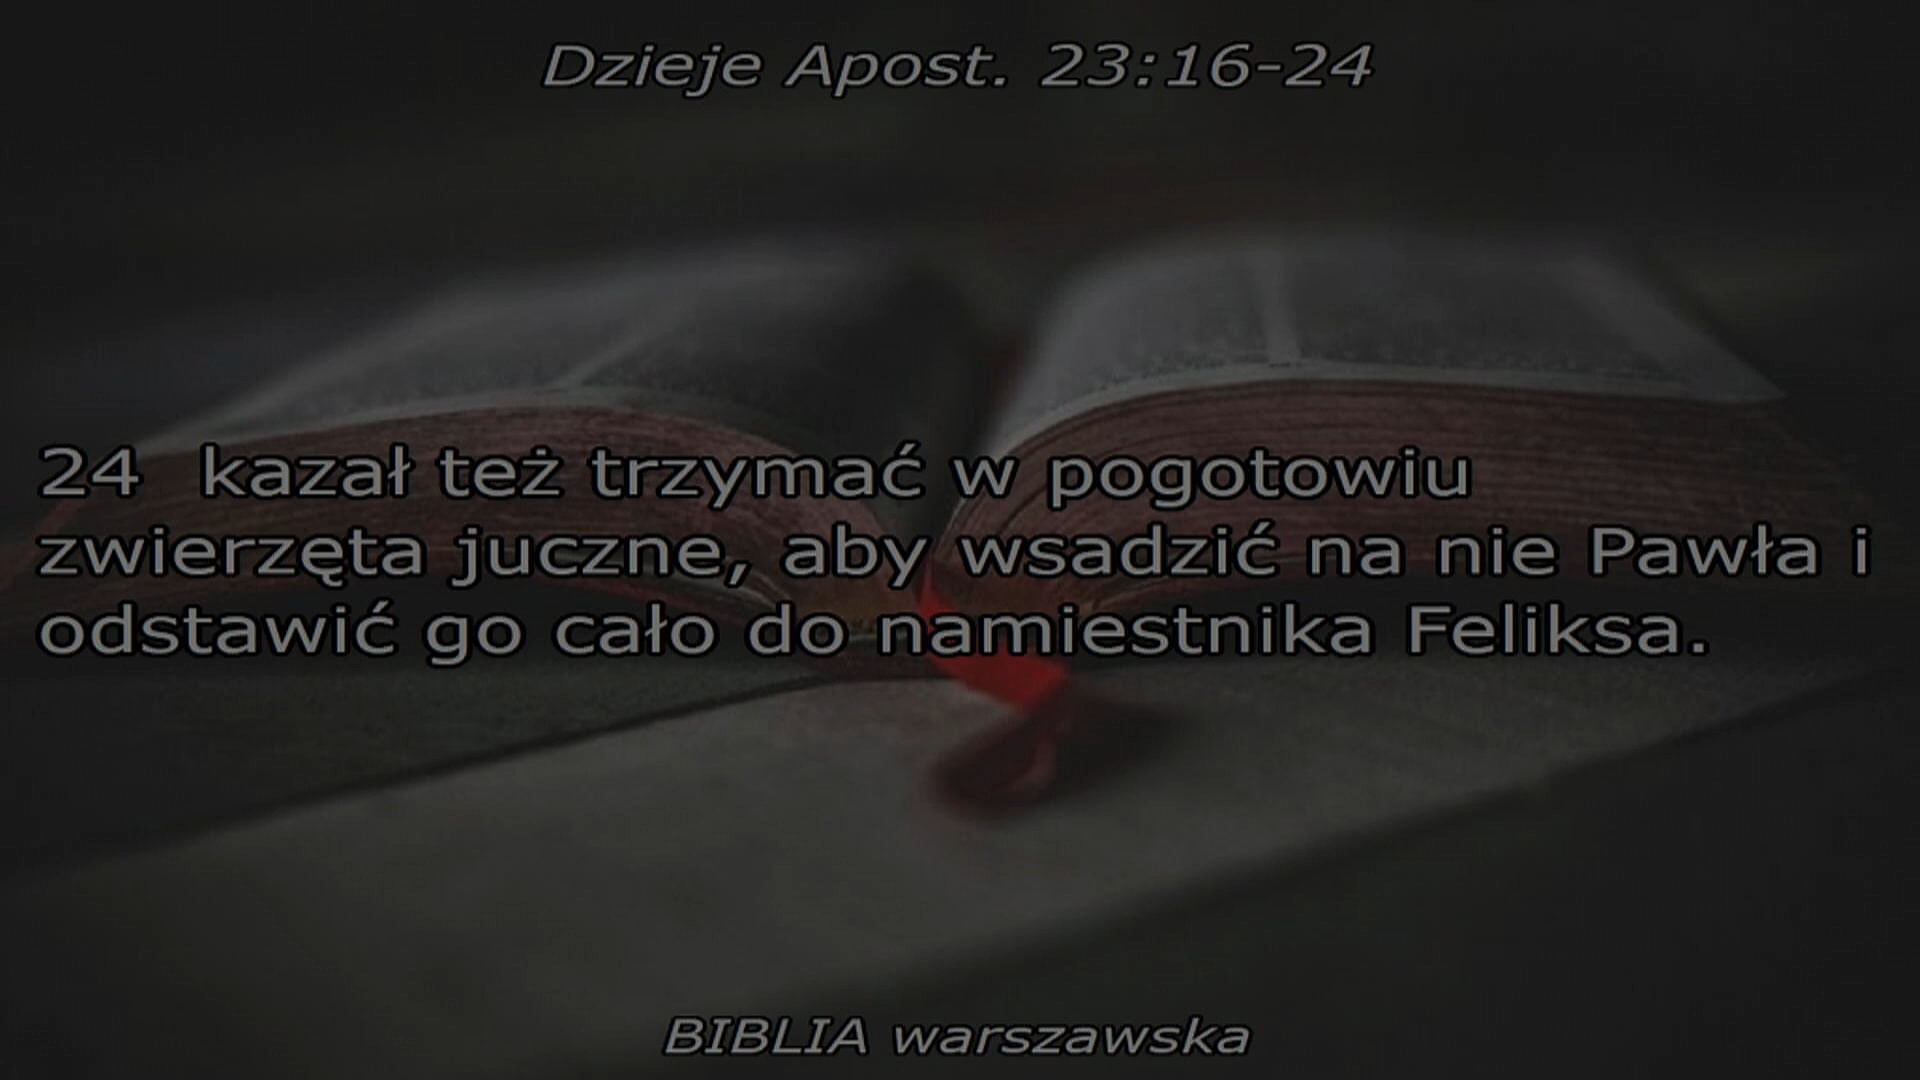 Dzieje Apost. 23:16-24
24 kazał też trzymać w pogotowiu
zwierzęta juczne, aby wsadzić na nie Pawła i
odstawić go cało do namiestnika Feliksa.
BIBLIA warszawska